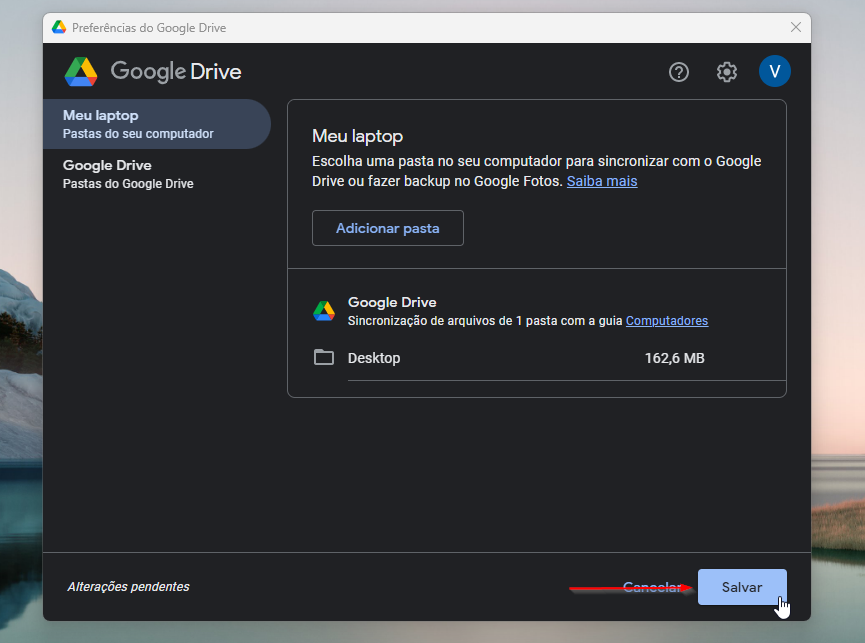 Preferências do Google Drive
Google Drive
V
Meu laptop
Pastas do seu computador
Google Drive
Pastas do Google Drive
Meu laptop
Escolha uma pasta no seu computador para sincronizar com o Google
Drive ou fazer backup no Google Fotos. Saiba mais
Adicionar pasta
Google Drive
Sincronização de arquivos de 1 pasta com a guia Computadores
Desktop 162,6 MB
Alterações pendentes
Cancelar
Salvar